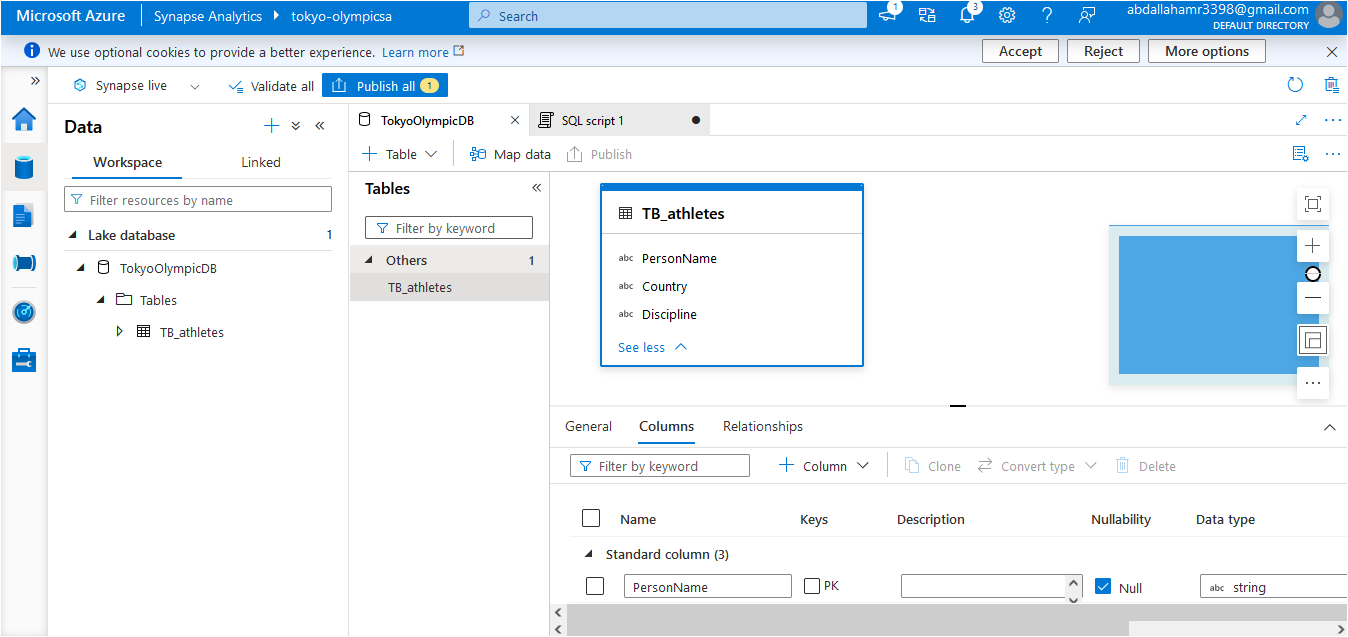 Microsoft Azure Synapse Analytics tokyo-olympicsa Search 1 3 abdallahamr3398@gmail.com
DEFAULT DIRECTORY
We use optional cookies to provide a better experience. Learn more Accept Reject More options
Synapse live Validate all Publish all 1
Data
Workspace Linked
Filter resources by name
Lake database 1
TokyoOlympicDB
Tables
TB_athletes
TokyoOlympicDB SQL script 1
Table Map data Publish
Tables
Filter by keyword
Others 1
TB_athletes
TB_athletes
abc PersonName
abc Country
abc Discipline
See less
General Columns Relationships
Filter by keyword Column Clone Convert type Delete
Name Keys Description Nullability Data type
Standard column (3)
PersonName PK Null abc string